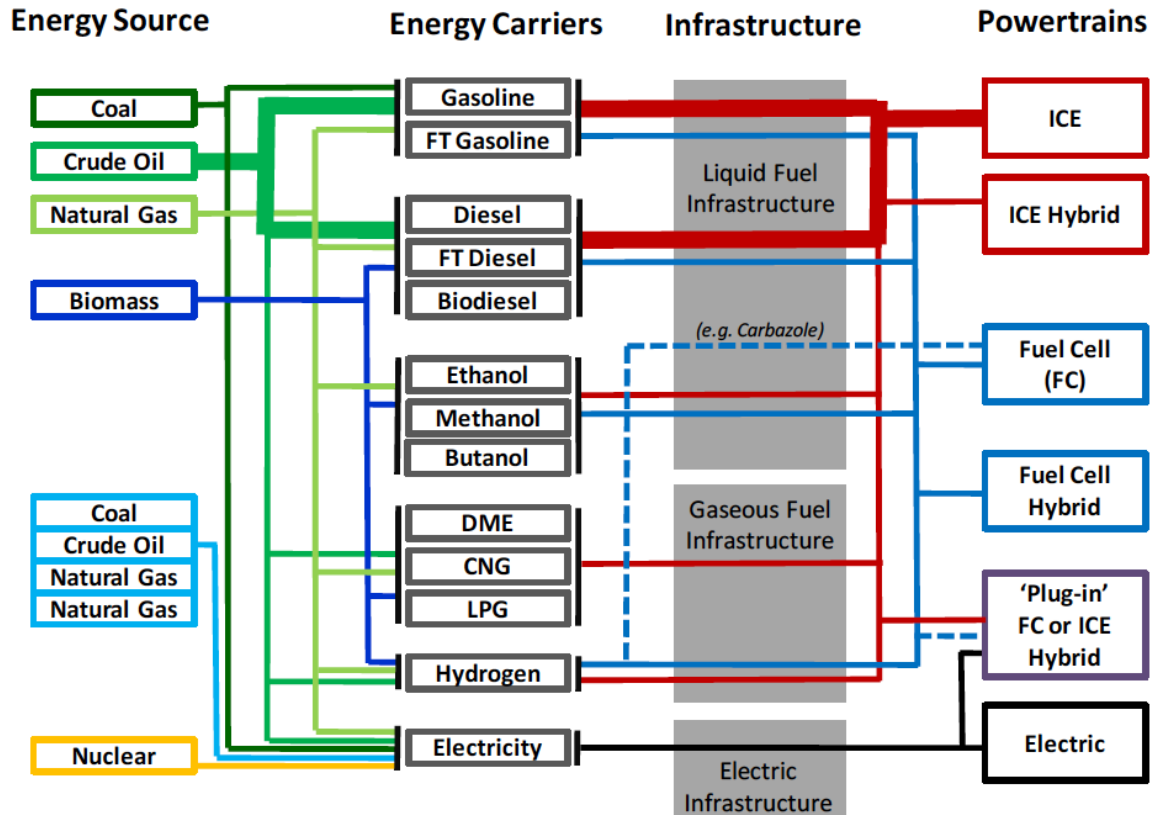 Energy Source
Energy Carriers
Infrastructure
Powertrains
Coal
Crude Oil
Natural Gas
Biomass
Coal
Crude Oil
Natural Gas
Natural Gas
Nuclear
Gasoline
FT Gasoline
Diesel
FT Diesel
Biodiesel
Ethanol
Methanol
Butanol
DME
CNG
LPG
Hydrogen
Electricity
Liquid Fuel
Infrastructure
(e.g. Carbazole)
Gaseous Fuel
Infrastructure
Electric
Infrastructure
ICE
ICE Hybrid
Fuel Cell
(FC)
Fuel Cell
Hybrid
‘Plug-in’
FC or ICE
Hybrid
Electric